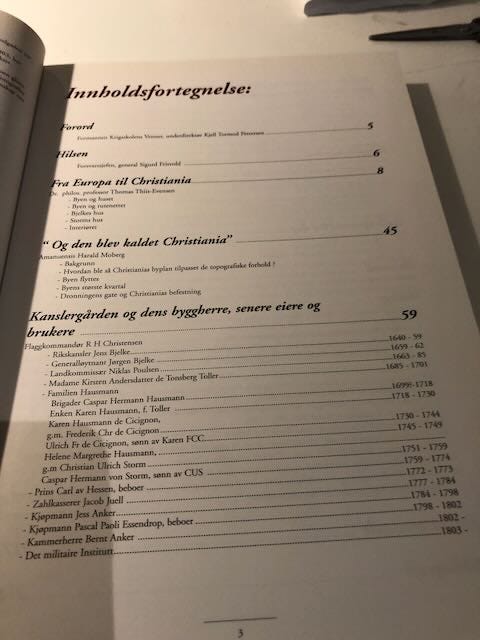 Innholdsfortegnelse:
Forord 5
Formannen Krigsskolens Venner, underdirektør Kjell Tormod Pettersen
Hilsen 6
Forsvarssjefen, general Sigurd Frisvold
Fra Europa til Christiania 8
Dr. philos. professor Thomas Thiis-Evensen
- Byen og huset
- Byen og rutenettet
- Bjelkes hus
- Storms hus
- Interiøret
“ Og den blev kaldet Christiania” 45
Amanuensis Harald Moberg
- Bakgrunn
- Hvordan ble så Christianias byplan tilpasset de topografiske forhold ?
- Byen flyttes
- Byens største kvartal
- Dronningens gate og Christianias befestning
Kanslergården og dens byggherre, senere eiere og
brukere 59
Flaggkommandør R H Christensen
- Rikskansler Jens Bjelke 1640 - 59
- Generalløytnant Jørgen Bjelke 1659 - 62
- Landkommissær Niklas Poulsen 1663 - 85
- Madame Kirsten Andersdatter de Tonsberg Toller 1685 - 1701
- Familien Hausmann
Brigader Caspar Hermann Hausmann 1699?-1718
Enken Karen Hausmann, f. Toller 1718 - 1730
Karen Hausmann de Cicignon,
g.m. Frederik Chr de Cicignon 1730 - 1744
Ulrich Fr de Cicignon, sønn av Karen FCC 1745 - 1749
Helene Margrethe Hausmann,
g.m Christian Ulrich Storm 1751 - 1759
Caspar Hermann von Storm, sønn av CUS 1759 - 1774
- Prins Carl av Hessen, beboer 1772 - 1773
- Zahlkasserer Jacob Juell 1777 - 1784
- Kjøpmann Jess Anker 1784 - 1798
- Kjøpmann Pascal Paoli Essendrop, beboer 1798 - 1802
- Kammerherre Bernt Anker 1802 -
- Det militaire Institutt 1803 -
3